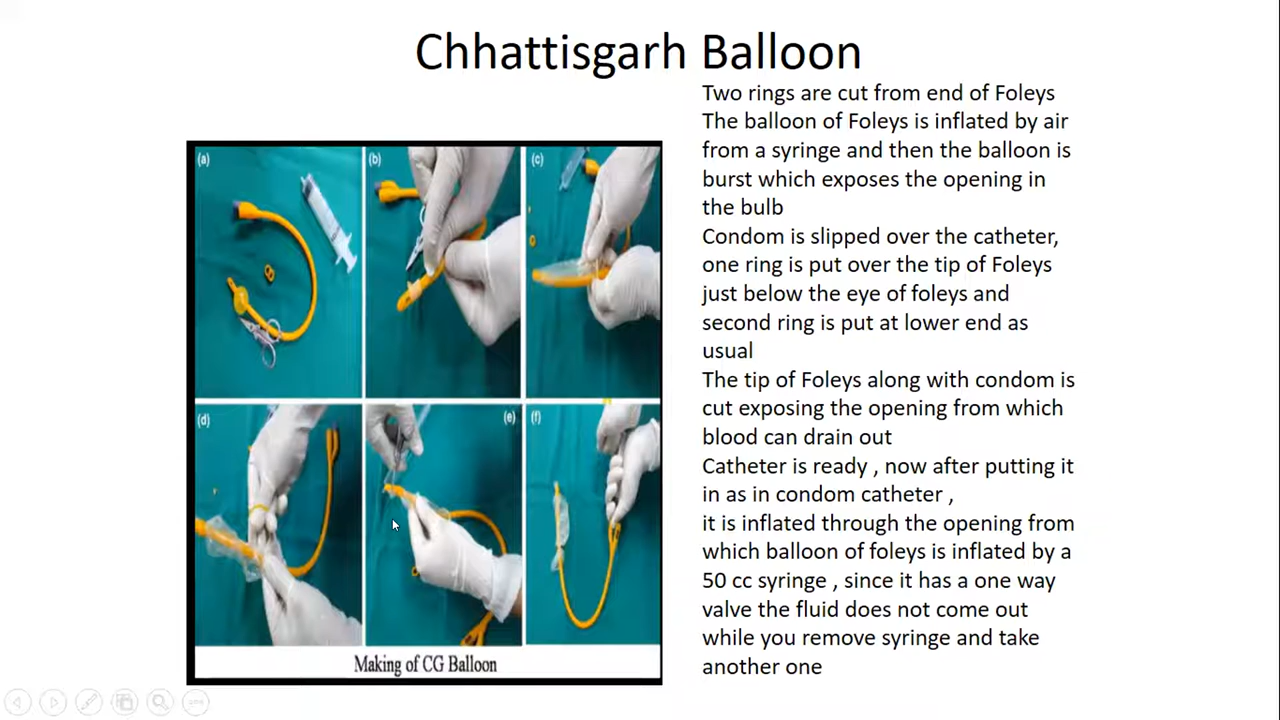 Chhattisgarh Balloon
(a)
(b)
(c)
(d)
(e)
(f)
Making of CG Balloon
Two rings are cut from end of Foleys
The balloon of Foleys is inflated by air
from a syringe and then the balloon is
burst which exposes the opening in
the bulb
Condom is slipped over the catheter,
one ring is put over the tip of Foleys
just below the eye of foleys and
second ring is put at lower end as
usual
The tip of Foleys along with condom is
cut exposing the opening from which
blood can drain out
Catheter is ready , now after putting it
in as in condom catheter ,
it is inflated through the opening from
which balloon of foleys is inflated by a
50 cc syringe , since it has a one way
valve the fluid does not come out
while you remove syringe and take
another one